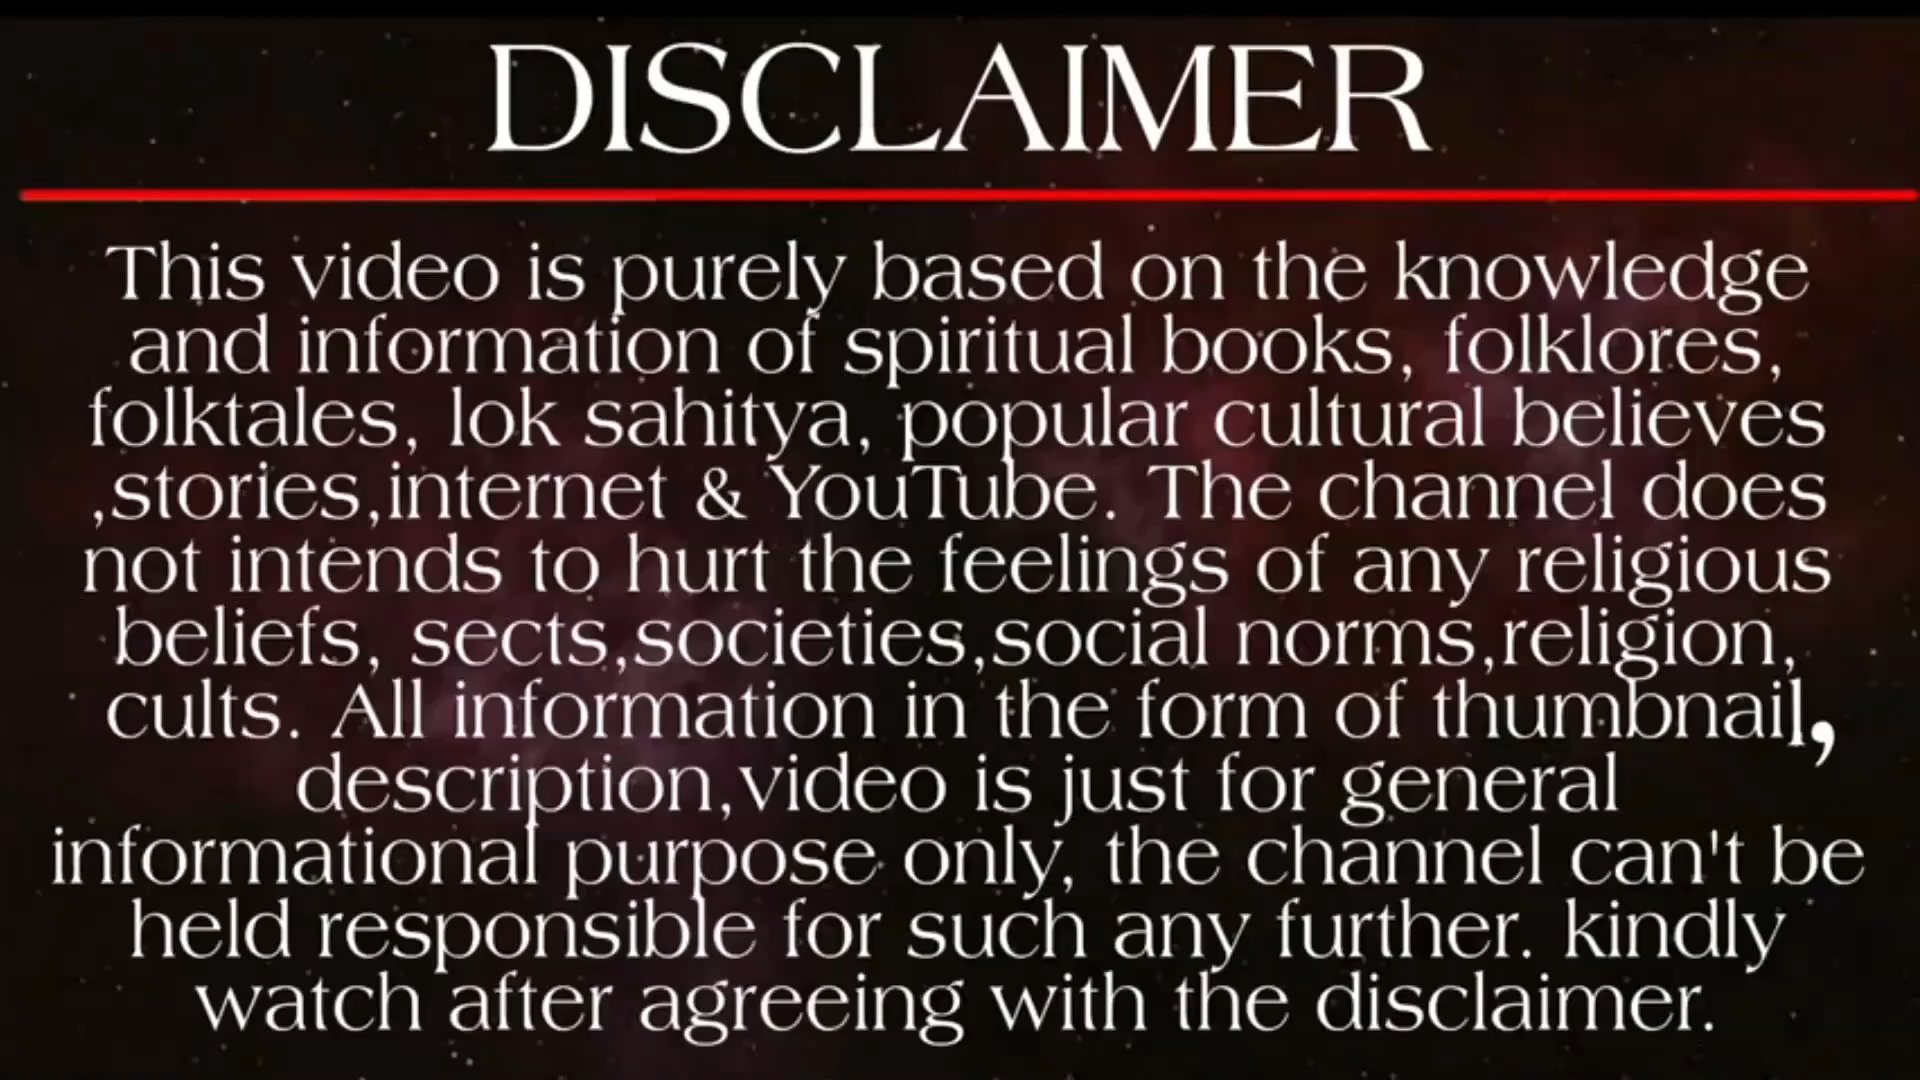 DISCLAIMER
This video is purely based on the knowledge
and information of spiritual books, folklores,
folktales, lok sahitya, popular cultural believes
,stories,internet & YouTube. The channel does
not intends to hurt the feelings of any religious
beliefs, sects,societies,social norms,religion,
cults. All information in the form of thumbnail,
description,video is just for general
informational purpose only, the channel can't be
held responsible for such any further. kindly
watch after agreeing with the disclaimer.